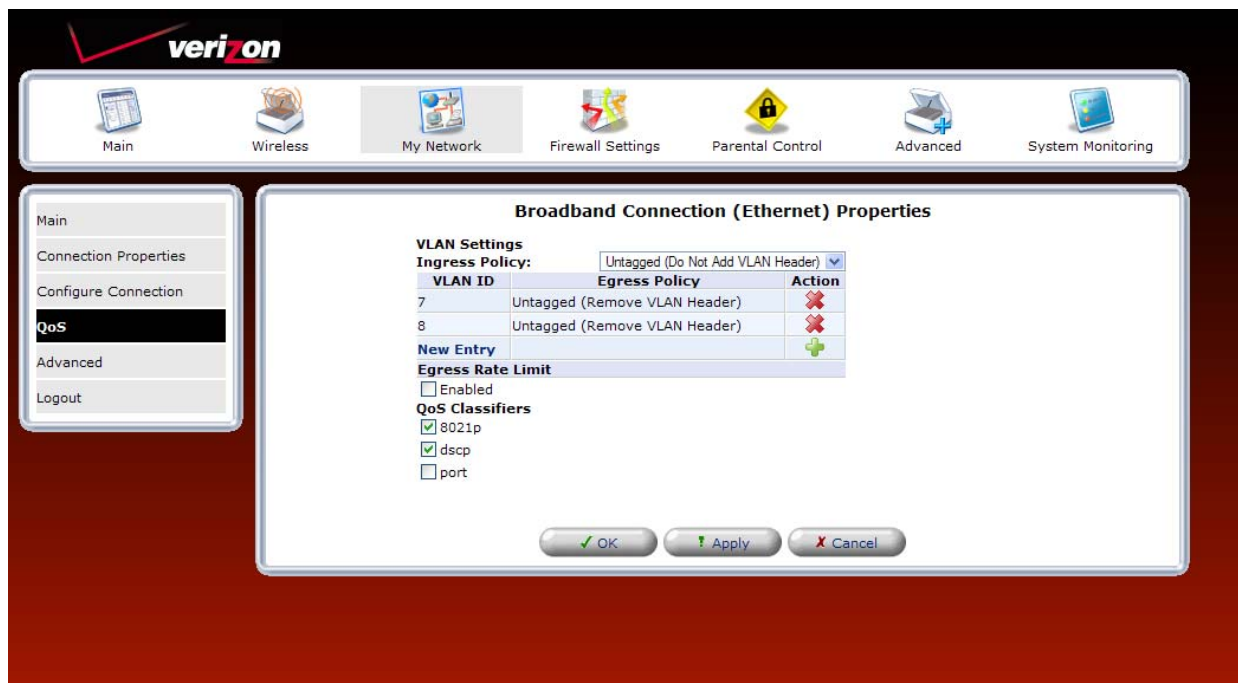 verizon
Main
Wireless
My Network
Firewall Settings
Parental Control
Advanced
System Monitoring
Main
Connection Properties
Configure Connection
QoS
Advanced
Logout
Broadband Connection (Ethernet) Properties
VLAN Settings
Ingress Policy: Untagged (Do Not Add VLAN Header)
VLAN ID Egress Policy Action
7 Untagged (Remove VLAN Header)
8 Untagged (Remove VLAN Header)
New Entry
Egress Rate Limit
Enabled
QoS Classifiers
8021p
dscp
port
OK Apply Cancel